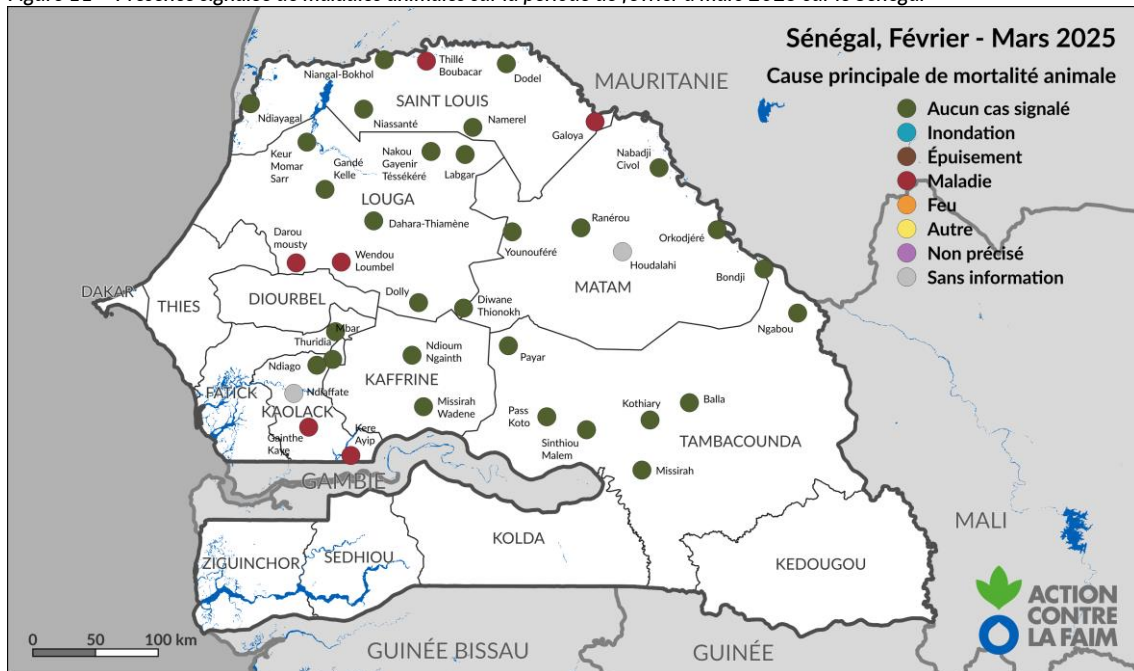 Sénégal, Février - Mars 2025
Cause principale de mortalité animale
Aucun cas signalé
Inondation
Épuisement
Maladie
Feu
Autre
Non précisé
Sans information
MAURITANIE
Niangal-Bokhol
Thillé
Boubacar
Dodel
SAINT LOUIS
Ndiayagal
Niassanté
Namerel
Galoya
Keur
Momar
Sarr
Gandé
Kelle
Nakou
Gayenir
Téssékéré
Labgar
Nabadji
Civol
LOUGA
Dahara-Thiamène
Ranérou
Younouféré
Orkodjéré
Darou
mousty
Wendou
Loumbel
Houdalahi
Bondji
MATAM
DAKAR
THIES
DIOURBEL
Dolly
Diwane
Thionokh
Ngabou
Mbar
Thuridia
Ndiago
Ndioum
Ngainth
Payar
KAFFRINE
FATICK
Ndiaffate
KAOLACK
Missirah
Wadene
Pass
Koto
Kothiary
Balla
Gainthe
Kaye
Kere
Ayip
Sinthiou
Malem
TAMBACOUNDA
Missirah
GAMBIE
MALI
KOLDA
ZIGUINCHOR
SEDHIOU
KEDOUGOU
ACTION
CONTRE
LA FAIM
0 50 100 km
GUINÉE BISSAU
GUINÉE